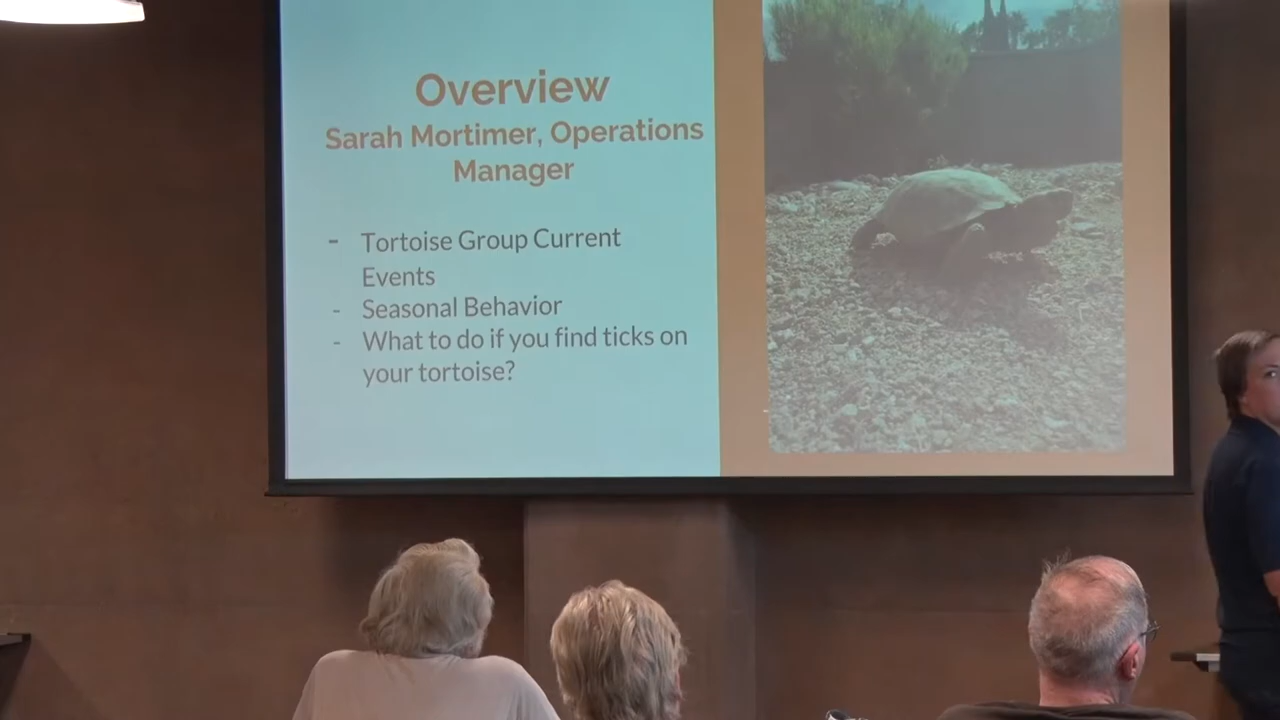 Overview
Sarah Mortimer, Operations
Manager
- Tortoise Group Current
Events
- Seasonal Behavior
- What to do if you find ticks on
your tortoise?